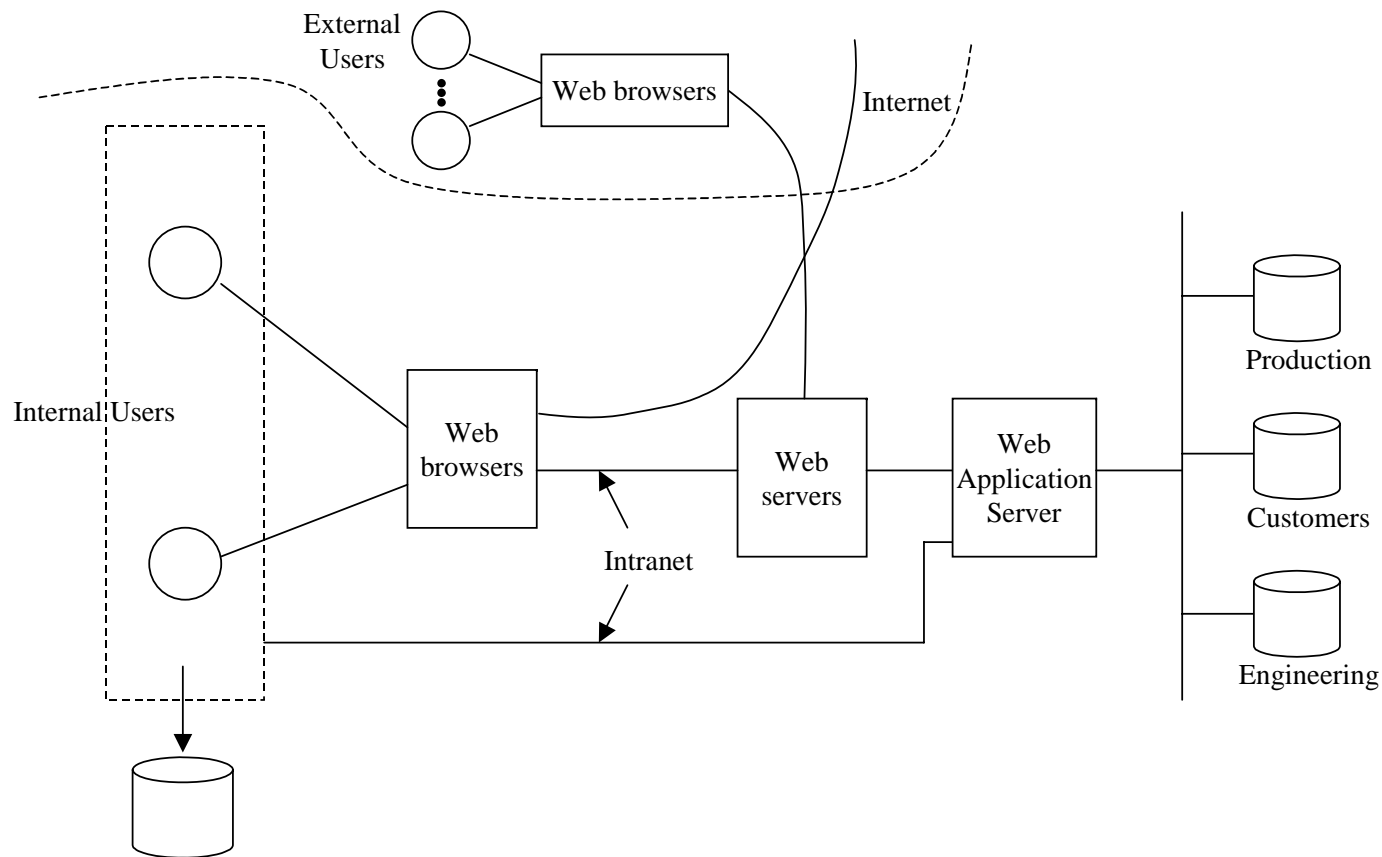 External
Users
Web browsers
Internet
Internal Users
Web
browsers
Web
servers
Web
Application
Server
Intranet
Production
Customers
Engineering